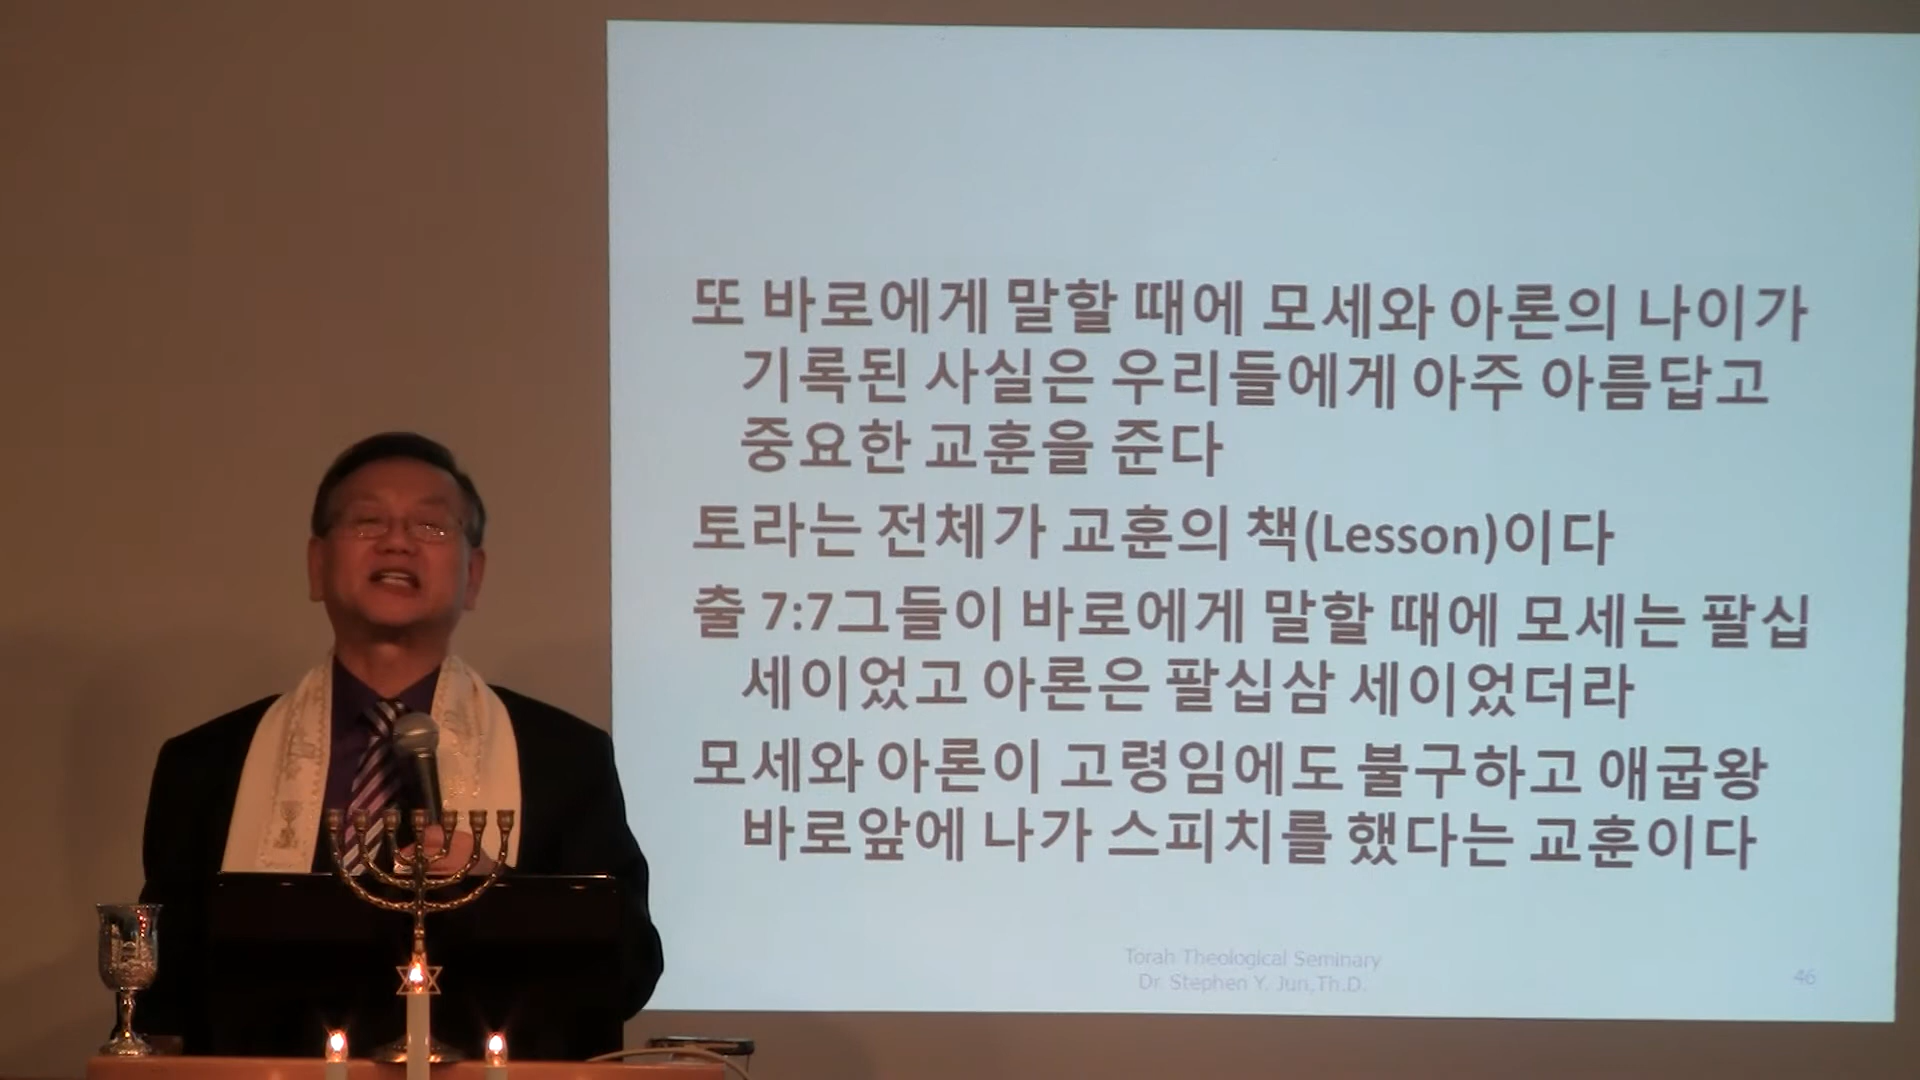 또 바로에게 말할 때에 모세와 아론의 나이가
기록된 사실은 우리들에게 아주 아름답고
중요한 교훈을 준다
토라는 전체가 교훈의 책(Lesson)이다
출 7:7그들이 바로에게 말할 때에 모세는 팔십
세이었고 아론은 팔십삼 세이었더라
모세와 아론이 고령임에도 불구하고 애굽왕
바로앞에 나가 스피치를 했다는 교훈이다
Torah Theological Seminary
Dr. Stephen Y. Jun,Th.D.
46